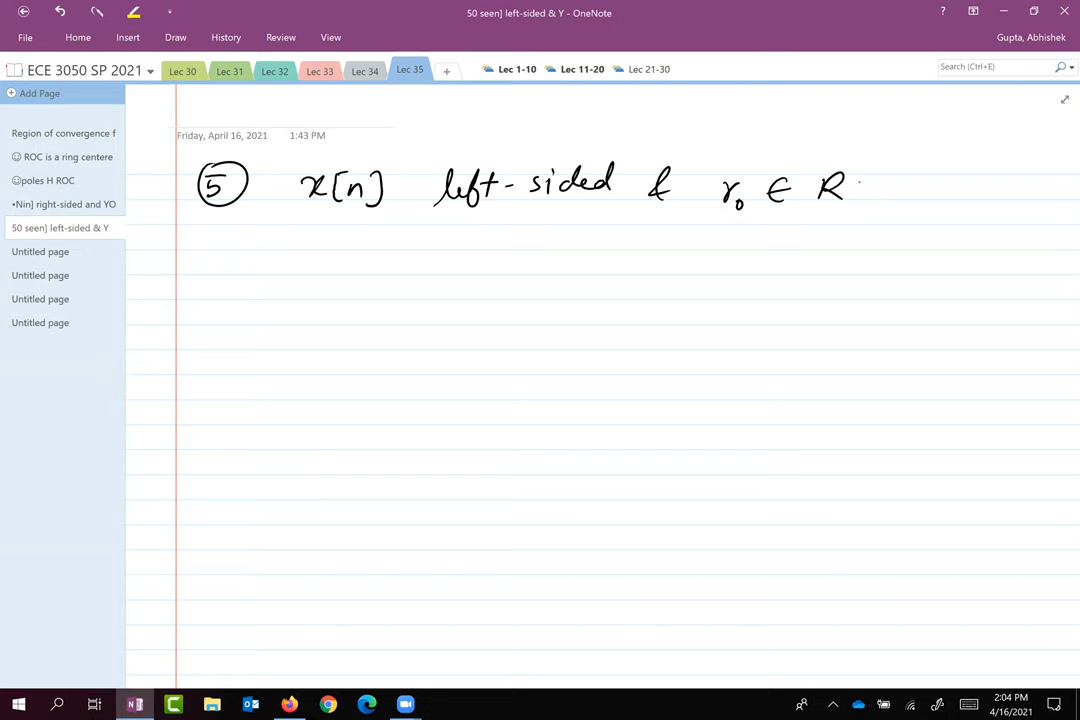 50 seen] left-sided & Y - OneNote
File Home Insert Draw History Review View
Gupta, Abhishek
ECE 3050 SP 2021
Lec 30 Lec 31 Lec 32 Lec 33 Lec 34 Lec 35 + Lec 1-10 Lec 11-20 Lec 21-30
Search (Ctrl+E)
Add Page
Region of convergence f
ROC is a ring centere
poles H ROC
•Nin] right-sided and YO
50 seen] left-sided & Y
Untitled page
Untitled page
Untitled page
Untitled page
Friday, April 16, 2021 1:43 PM
⑤ x[n] left-sided & r₀ ∈ R
2:04 PM
4/16/2021